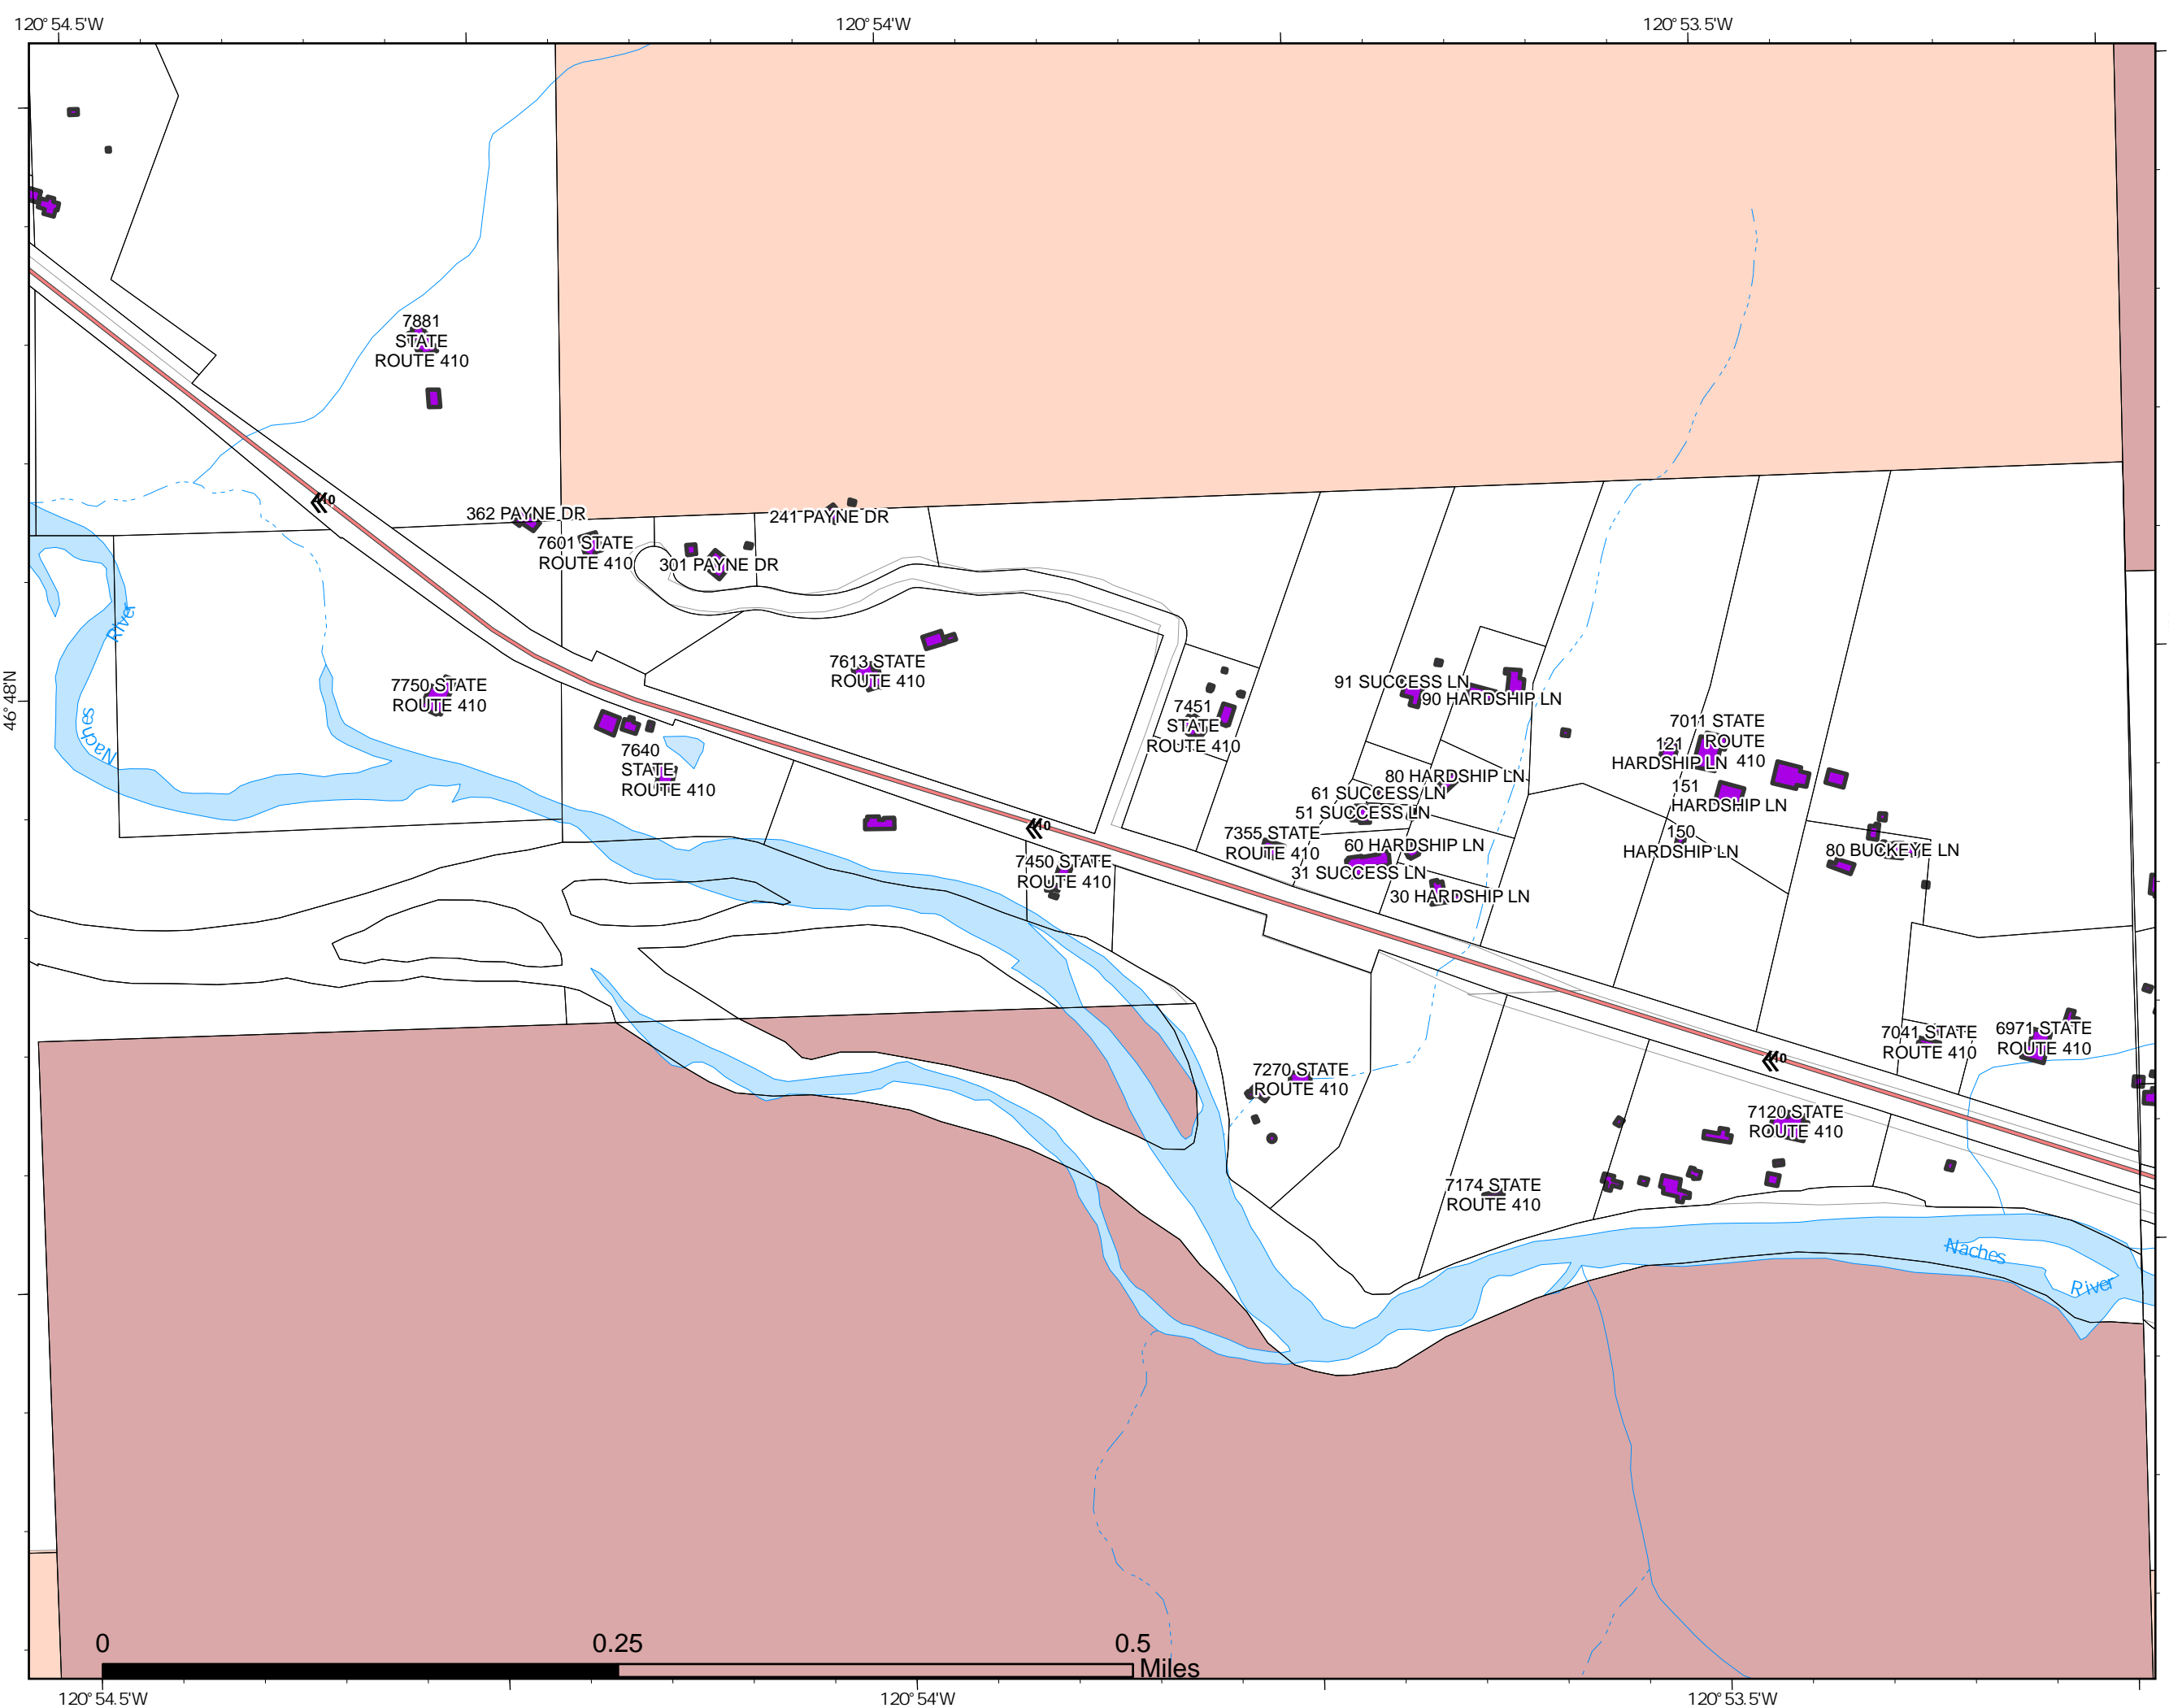 120°54.5'W
120°54'W
120°53.5'W
7881
STATE
ROUTE 410
410
362 PAYNE DR
241 PAYNE DR
7601 STATE
ROUTE 410
301 PAYNE DR
River
46°48'N
Naches
7750 STATE
ROUTE 410
7613 STATE
ROUTE 410
7640
STATE
ROUTE 410
7451
STATE
ROUTE 410
91 SUCCESS LN
90 HARDSHIP LN
7011 STATE
ROUTE
410
121
HARDSHIP LN
80 HARDSHIP LN
151
HARDSHIP LN
61 SUCCESS LN
51 SUCCESS LN
410
7355 STATE
ROUTE 410
60 HARDSHIP LN
150
HARDSHIP LN
80 BUCKEYE LN
7450 STATE
ROUTE 410
31 SUCCESS LN
30 HARDSHIP LN
7041 STATE
ROUTE 410
6971 STATE
ROUTE 410
410
7270 STATE
ROUTE 410
7120 STATE
ROUTE 410
7174 STATE
ROUTE 410
Naches
River
0
0.25
0.5
Miles
120°54.5'W
120°54'W
120°53.5'W